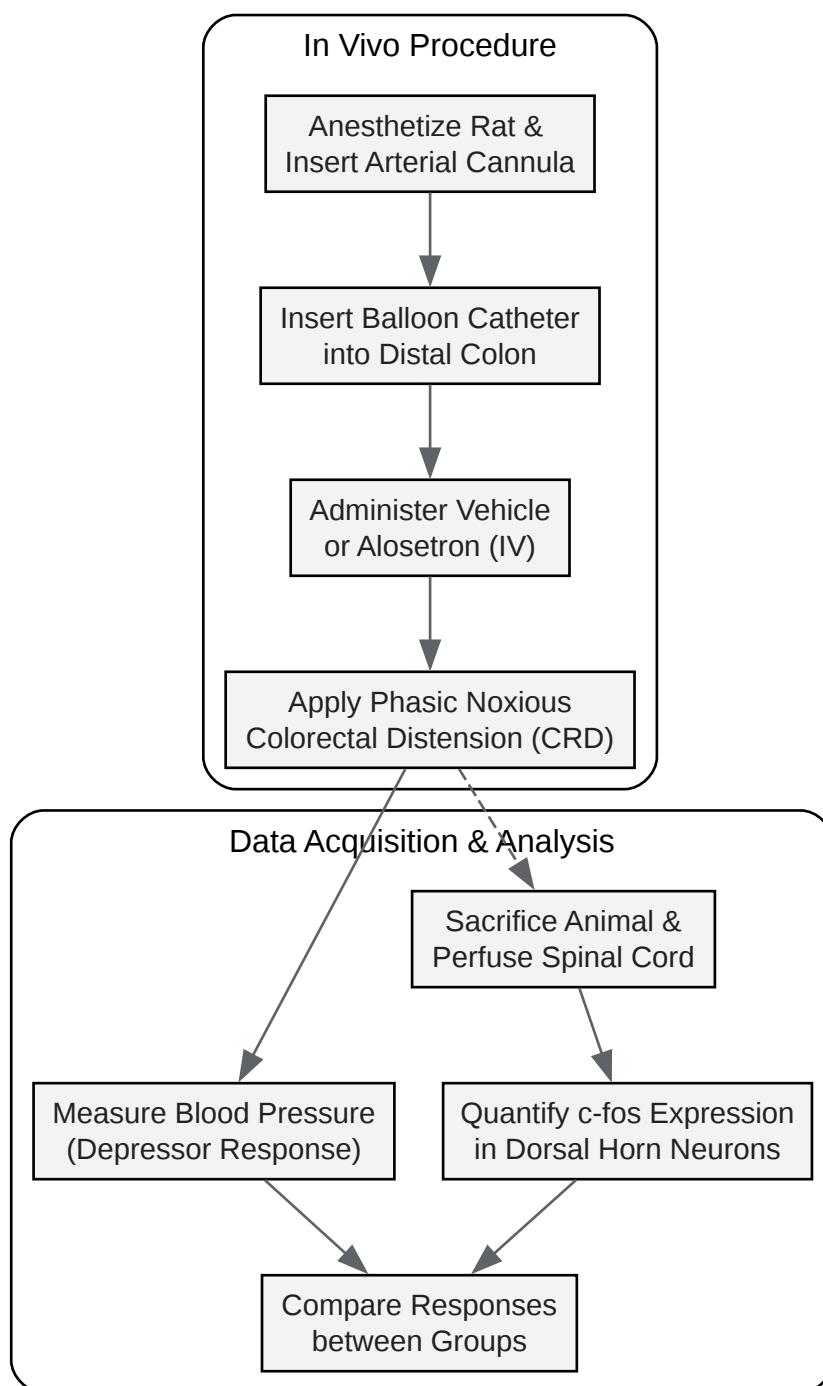 In Vivo Procedure
Anesthetize Rat &
Insert Arterial Cannula
Insert Balloon Catheter
into Distal Colon
Administer Vehicle
or Alosetron (IV)
Apply Phasic Noxious
Colorectal Distension (CRD)
Data Acquisition & Analysis
Sacrifice Animal &
Perfuse Spinal Cord
Measure Blood Pressure
(Depressor Response)
Quantify c-fos Expression
in Dorsal Horn Neurons
Compare Responses
between Groups